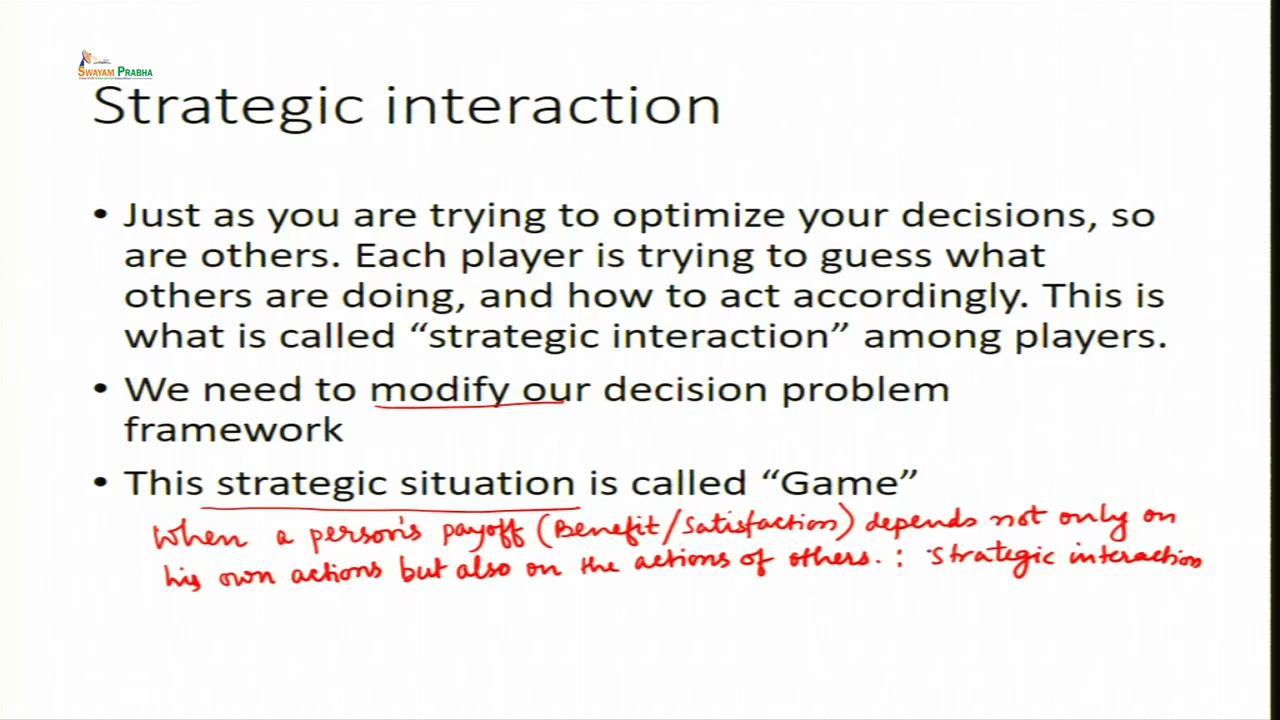 SWAYAM PRABHA
Strategic interaction
• Just as you are trying to optimize your decisions, so
are others. Each player is trying to guess what
others are doing, and how to act accordingly. This is
what is called “strategic interaction” among players.
• We need to modify our decision problem
framework
• This strategic situation is called “Game”
When a person's payoff (Benefit/Satisfaction) depends not only on
his own actions but also on the actions of others. : Strategic interaction